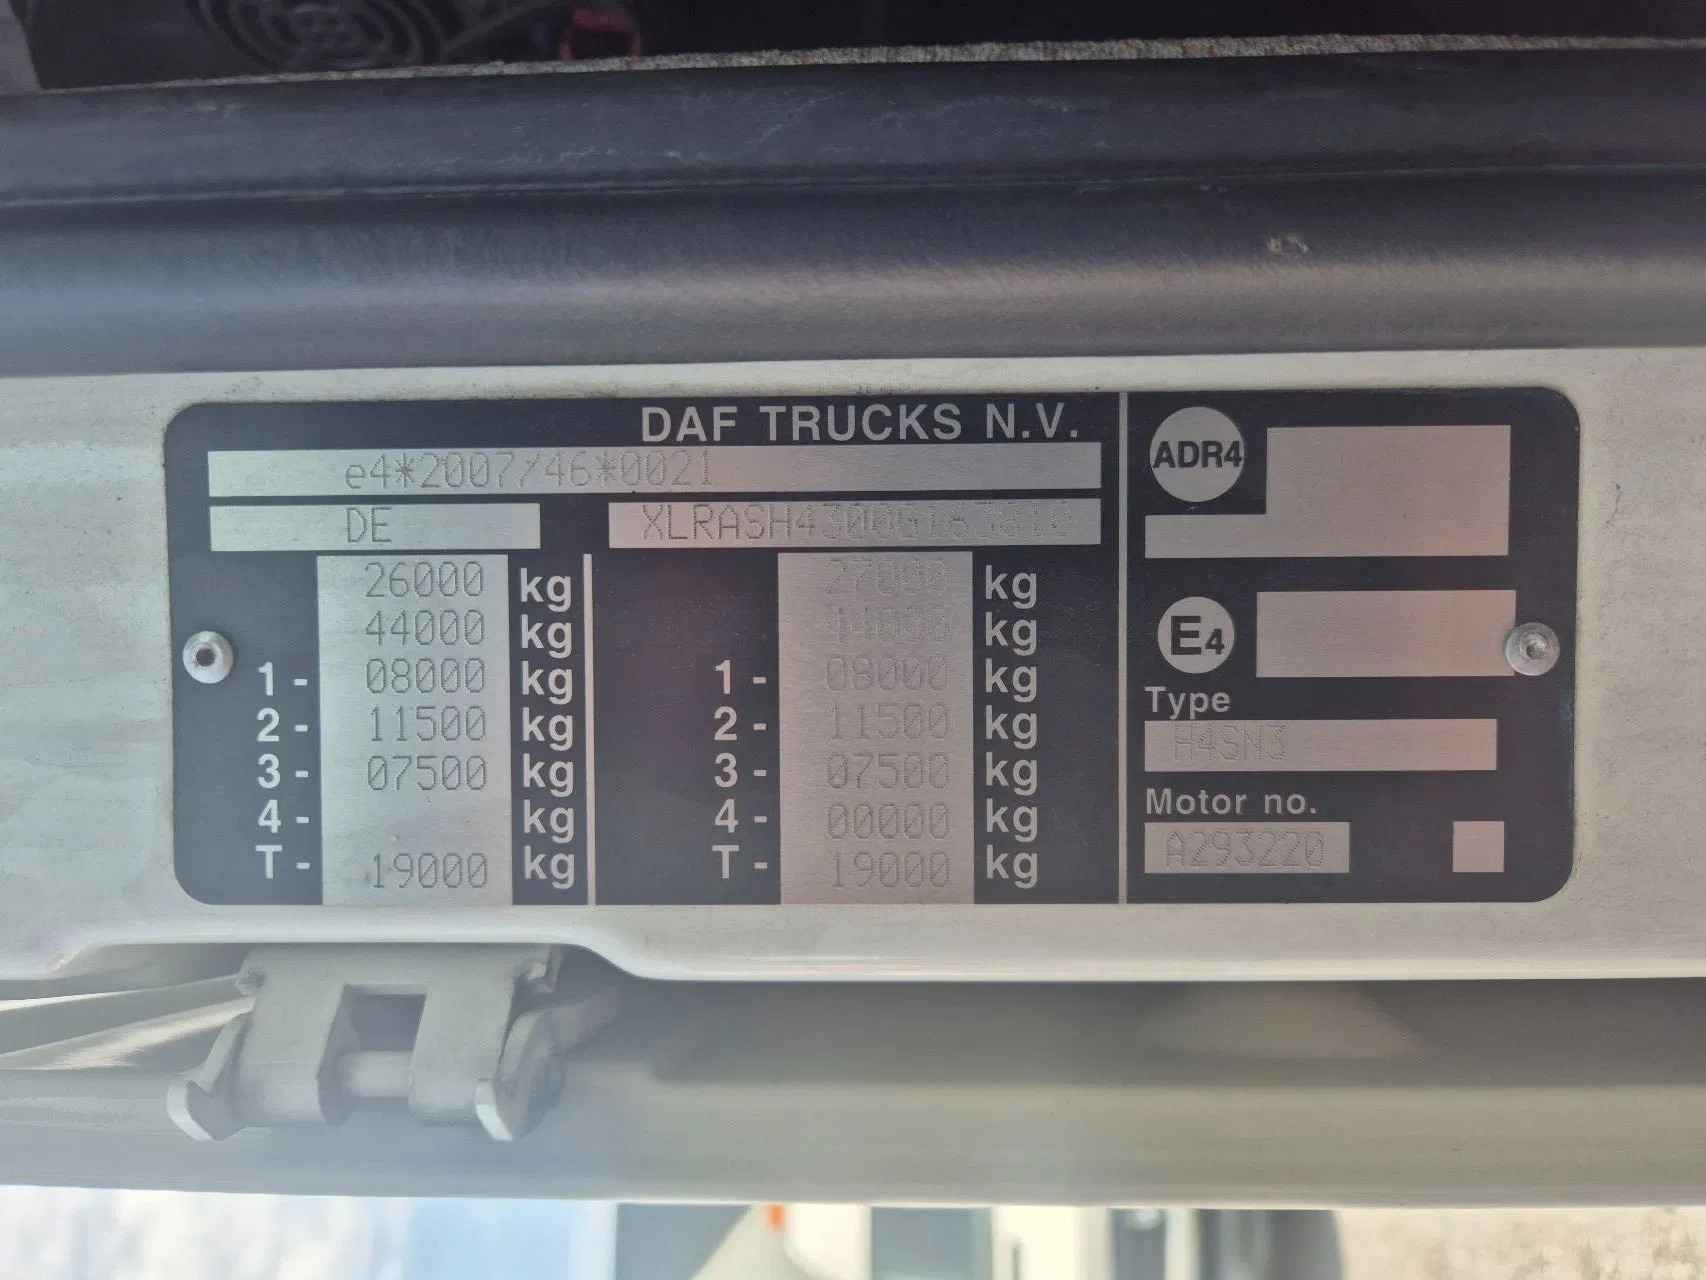 DAF TRUCKS N.V.
e4*2007/46*0021
DE
26000 kg
44000 kg
1- 08000 kg
2- 11500 kg
3- 07500 kg
4- kg
T- 19000 kg
27000 kg
44000 kg
1- 08000 kg
2- 11500 kg
3- 07500 kg
4- 00000 kg
T- 19000 kg
ADR4
E4
Type
H4SN3
Motor no.
A293220